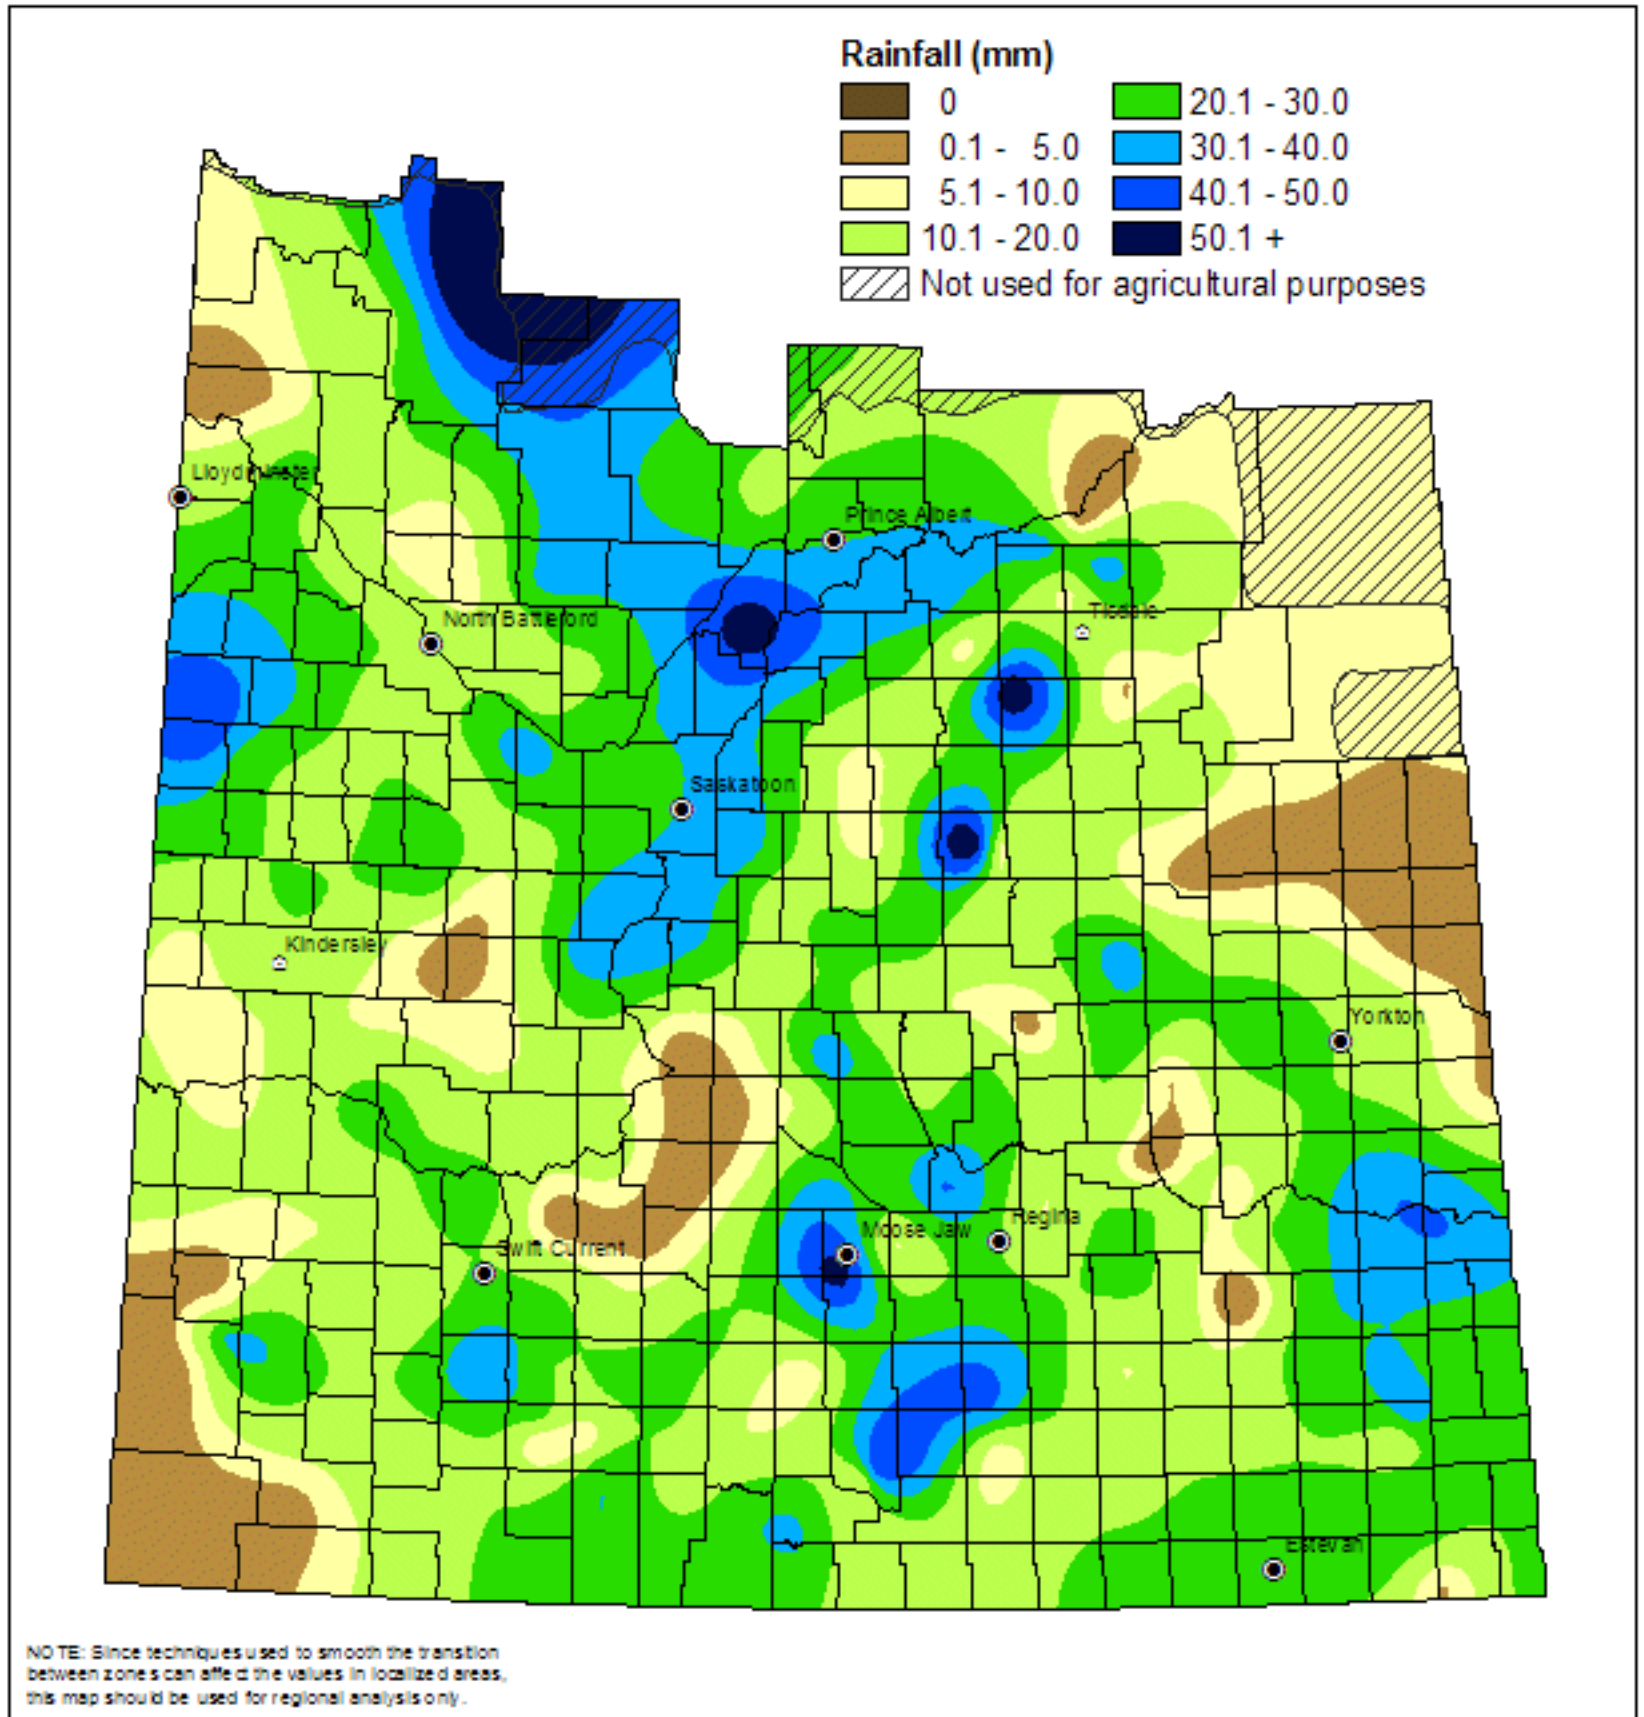 Rainfall (mm)
0
0.1 - 5.0
5.1 - 10.0
10.1 - 20.0
20.1 - 30.0
30.1 - 40.0
40.1 - 50.0
50.1 +
Not used for agricultural purposes
Lloydminster
Prince Albert
North Battleford
Tisdale
Saskatoon
Kindersley
Yorkton
Moose Jaw
Regina
Swift Current
Estevan
NOTE: Since techniques used to smooth the transition
between zones can affect the values in localized areas,
this map should be used for regional analysis only.